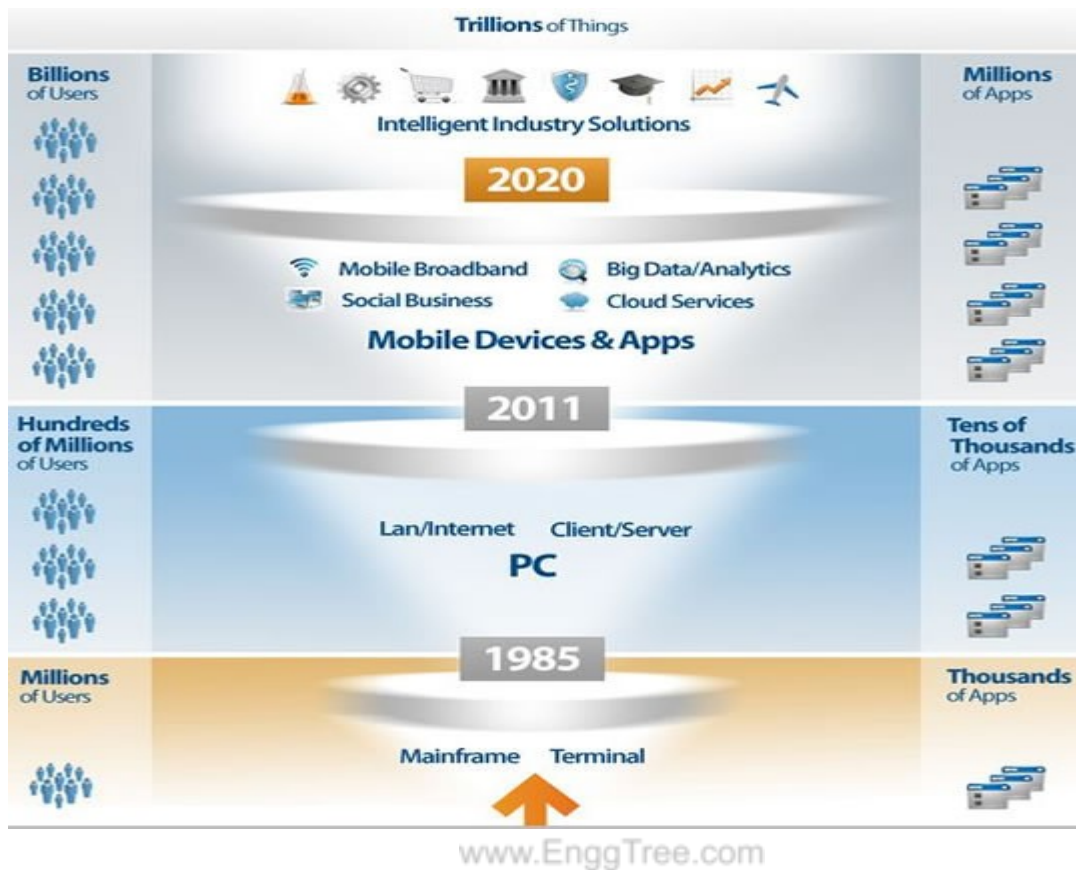 Trillions of Things
Billions
of Users
Millions
of Apps
Intelligent Industry Solutions
2020
Mobile Broadband
Big Data/Analytics
Social Business
Cloud Services
Mobile Devices & Apps
2011
Hundreds
of Millions
of Users
Tens of
Thousands
of Apps
Lan/Internet
Client/Server
PC
1985
Millions
of Users
Thousands
of Apps
Mainframe
Terminal
www.EnggTree.com